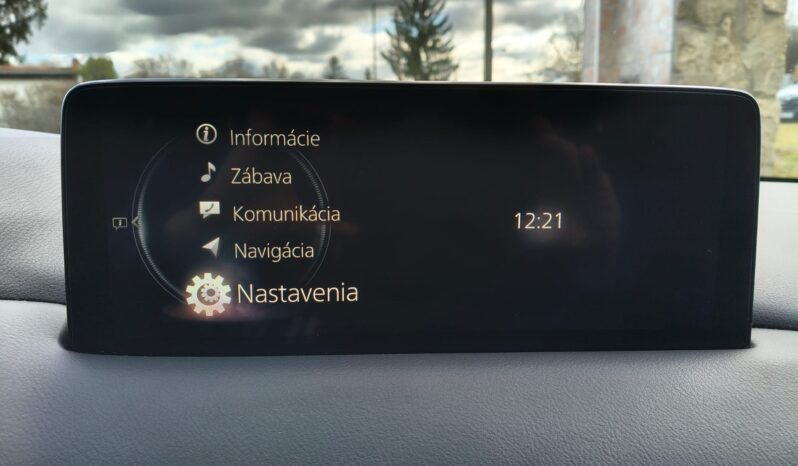 Informácie
Zábava
Komunikácia
12:21
Navigácia
Nastavenia